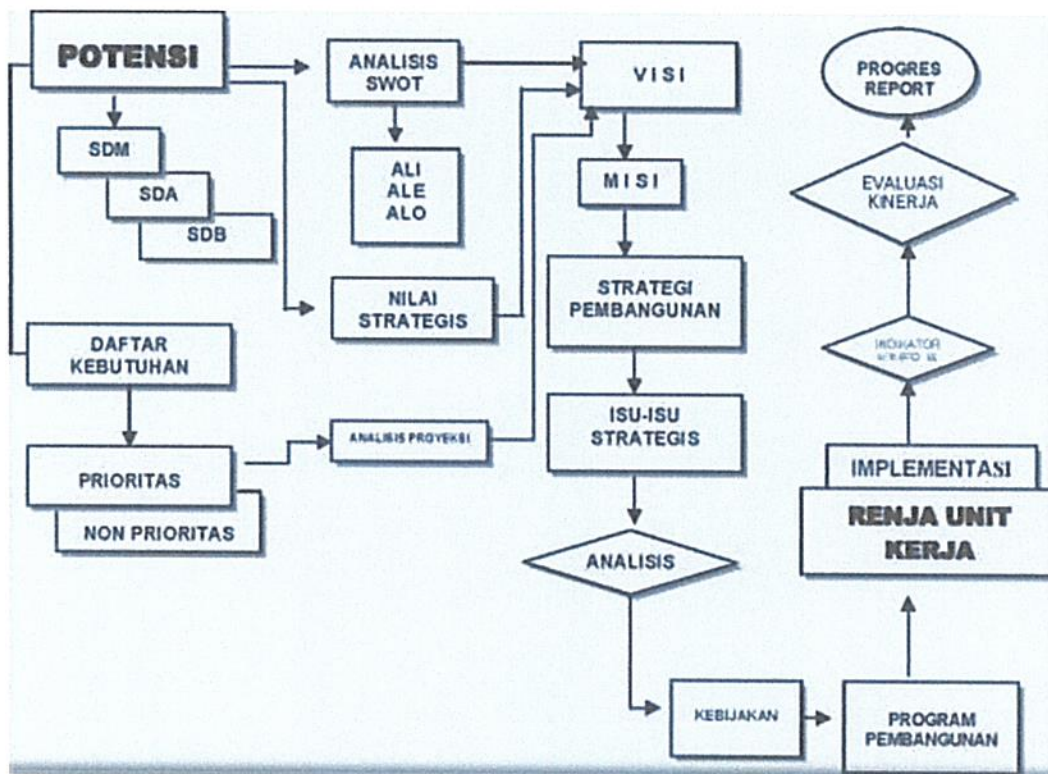 POTENSI
SDM
SDA
SDB
DAFTAR
KEBUTUHAN
PRIORITAS
NON PRIORITAS
ANALISIS
SWOT
ALI
ALE
ALO
NILAI
STRATEGIS
ANALISIS PROYEKSI
VISI
MISI
STRATEGI
PEMBANGUNAN
ISU-ISU
STRATEGIS
ANALISIS
KEBIJAKAN
PROGRAM
PEMBANGUNAN
RENJA UNIT
KERJA
IMPLEMENTASI
INDIKATOR
EVALUASI
KINERJA
PROGRES
REPORT